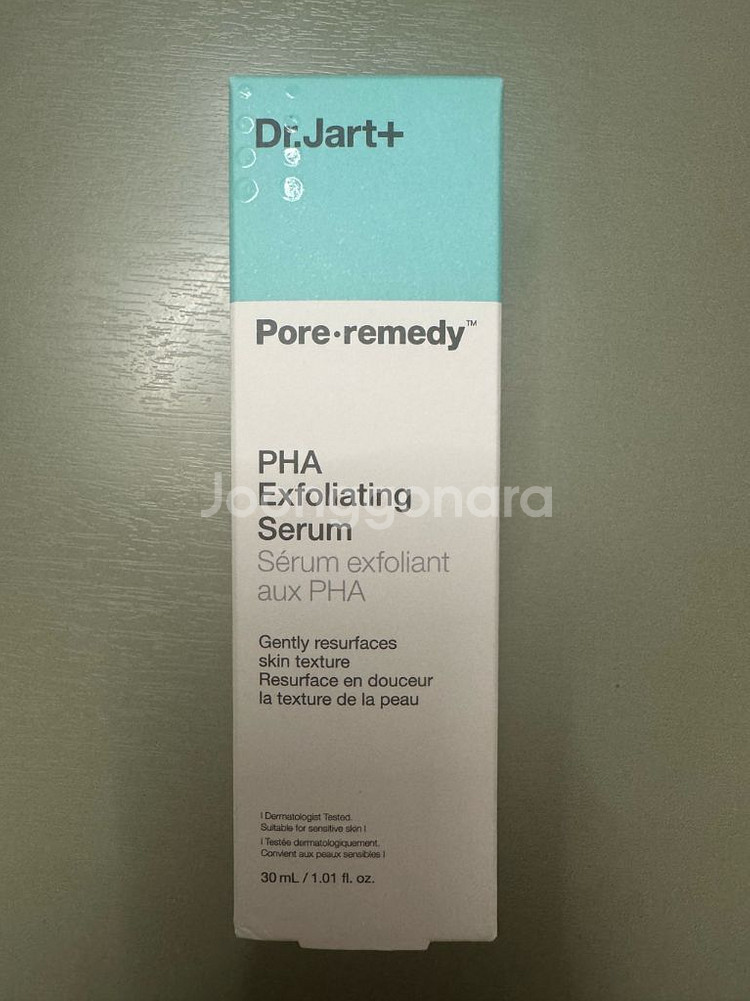 Dr.Jart+
Pore•remedy™
PHA
Exfoliating
Serum
Sérum exfoliant
aux PHA
Joonggonara
Gently resurfaces
skin texture
Resurface en douceur
la texture de la peau
| Dermatologist Tested.
Suitable for sensitive skin |
| Testée dermatologiquement.
Convient aux peaux sensibles |
30 mL / 1.01 fl. oz.